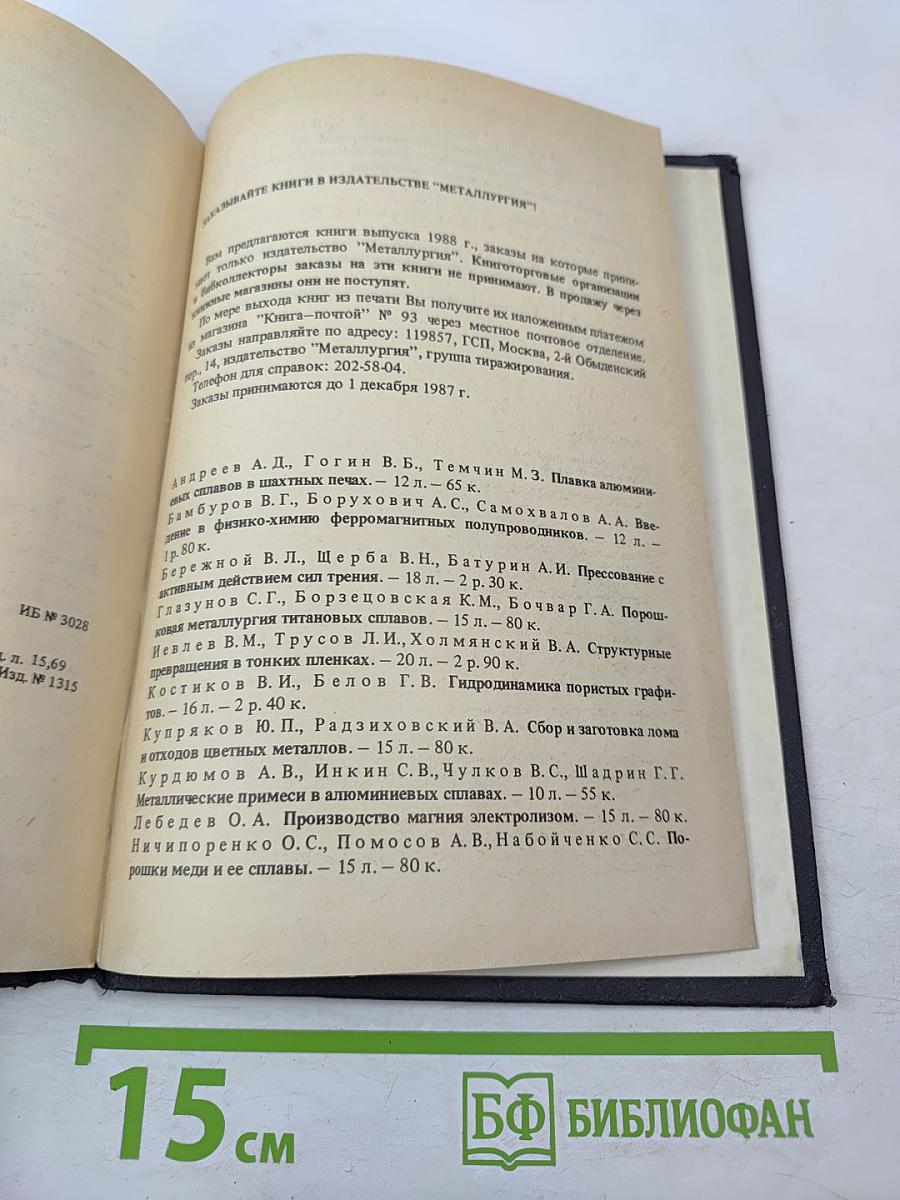 ИБ № 3028
д. л. 15,69
Изд. № 1315
ЗАКАЗЫВАЙТЕ КНИГИ В ИЗДАТЕЛЬСТВЕ "МЕТАЛЛУРГИЯ"!
Вам предлагаются книги выпуска 1988 г., заказы на которые прини-
мает только издательство "Металлургия". Книготорговые организации
и бибколлекторы заказы на эти книги не принимают. В продажу через
книжные магазины они не поступят.
По мере выхода книг из печати Вы получите их наложенным платежом
из магазина "Книга—почтой" № 93 через местное почтовое отделение.
Заказы направляйте по адресу: 119857, ГСП, Москва, 2-й Обыденский
пер., 14, издательство "Металлургия", группа тиражирования.
Телефон для справок: 202-58-04.
Заказы принимаются до 1 декабря 1987 г.
Андреев А. Д., Гогин В. Б., Темчин М. З. Плавка алюмини-
евых сплавов в шахтных печах. — 12 л. — 65 к.
Бамбуров В. Г., Борухович А. С., Самохвалов А. А. Вве-
дение в физико-химию ферромагнитных полупроводников. — 12 л. —
1 р. 80 к.
Бережной В. Л., Щерба В. Н., Батурин А. И. Прессование с
активным действием сил трения. — 18 л. — 2 р. 30 к.
Глазунов С. Г., Борзецовская К. М., Бочвар Г. А. Порош-
ковая металлургия титановых сплавов. — 15 л. — 80 к.
Иевлев В. М., Трусов Л. И., Холмянский В. А. Структурные
превращения в тонких пленках. — 20 л. — 2 р. 90 к.
Костиков В. И., Белов Г. В. Гидродинамика пористых графи-
тов. — 16 л. — 2 р. 40 к.
Купряков Ю. П., Радзиховский В. А. Сбор и заготовка лома
и отходов цветных металлов. — 15 л. — 80 к.
Курдюмов А. В., Инкин С. В., Чулков В. С., Шадрин Г. Г.
Металлические примеси в алюминиевых сплавах. — 10 л. — 55 к.
Лебедев О. А. Производство магния электролизом. — 15 л. — 80 к.
Ничипоренко О. С., Помосов А. В., Набойченко С. С. По-
рошки меди и ее сплавы. — 15 л. — 80 к.
15 см
БФ БИБЛИОФАН